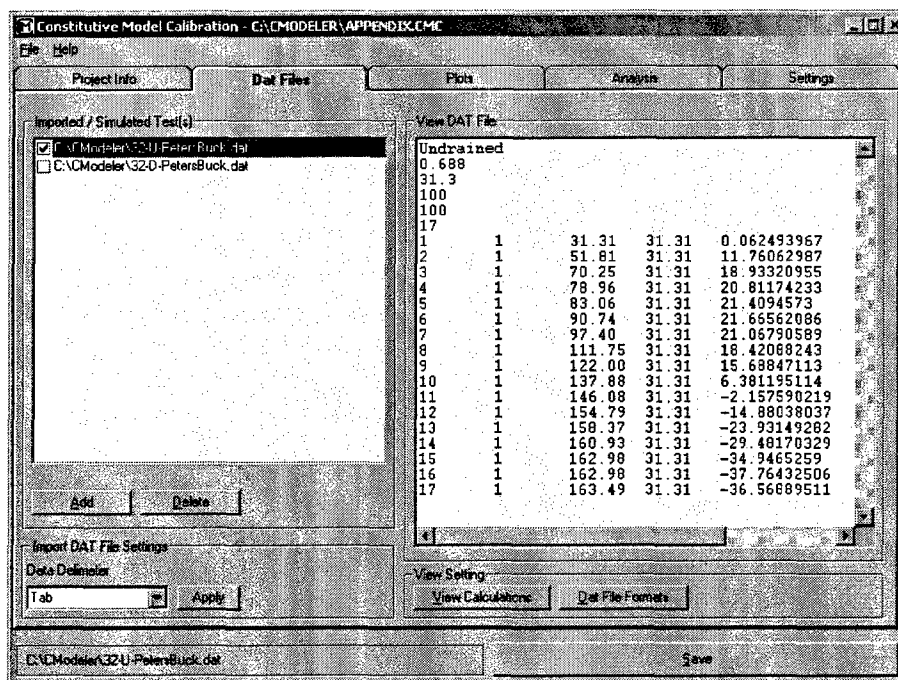 Constitutive Model Calibration - C:\CMODELER\APPENDIX.CMC
File Help
Project Info Dat Files Plots Analysis Settings
Imported / Simulated Test(s)
C:\CModeler\32-U-PetersBuck.dat
C:\CModeler\32-D-PetersBuck.dat
Add Delete
Import DAT File Settings
Data Delimeter
Tab Apply
View DAT File
Undrained
0.688
31.3
100
100
17
1 1 31.31 31.31 0.062493967
2 1 51.81 31.31 11.76062987
3 1 70.25 31.31 18.93320955
4 1 78.96 31.31 20.81174233
5 1 83.06 31.31 21.4094573
6 1 90.74 31.31 21.66562086
7 1 97.40 31.31 21.06790589
8 1 111.75 31.31 18.42088243
9 1 122.00 31.31 15.68847113
10 1 137.88 31.31 6.381195114
11 1 146.08 31.31 -2.157590219
12 1 154.79 31.31 -14.88038037
13 1 158.37 31.31 -23.93149282
14 1 160.93 31.31 -29.48170329
15 1 162.98 31.31 -34.9465259
16 1 162.98 31.31 -37.76432506
17 1 163.49 31.31 -36.56889511
View Setting
View Calculations Dat File Formats
C:\CModeler\32-U-PetersBuck.dat Save